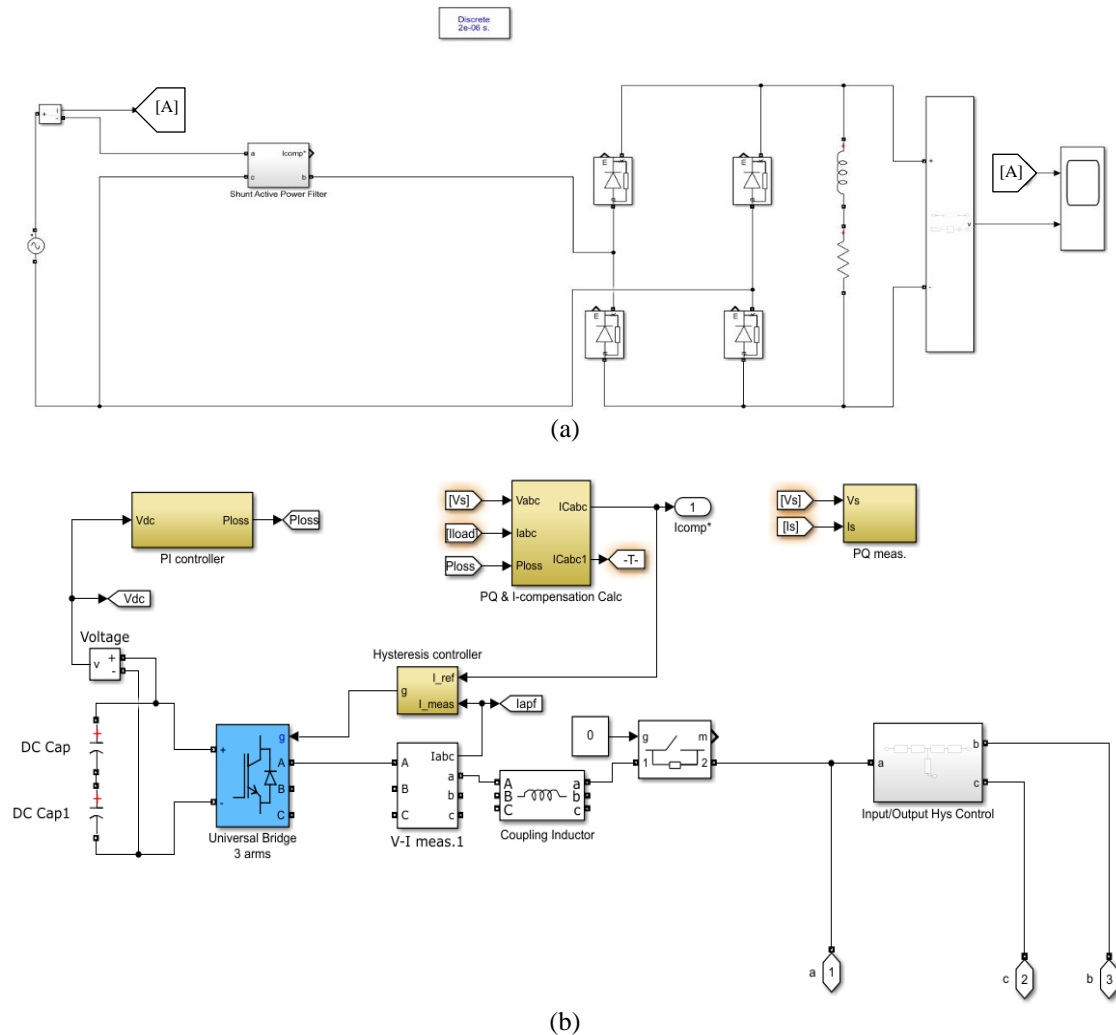 Discrete
2e-06 s.
[A]
+
i
-
a
Icomp*
c
b
Shunt Active Power Filter
E
E
E
E
+
-
v
[A]
(a)
Vdc
Ploss
PI controller
Ploss
Vdc
Voltage
v
+
-
DC Cap
DC Cap1
[Vs]
[Iload]
Ploss
Vabc
Iabc
Ploss
ICabc
ICabc1
PQ & I-compensation Calc
1
Icomp*
-T-
[Vs]
[Is]
Vs
Is
PQ meas.
Hysteresis controller
g
I_ref
I_meas
Iapf
+
-
g
A
B
C
Universal Bridge
3 arms
A
B
C
Iabc
a
b
c
V-I meas.1
A
B
C
a
b
c
Coupling Inductor
0
g
m
1
2
a
b
c
Input/Output Hys Control
a
1
c
2
b
3
(b)